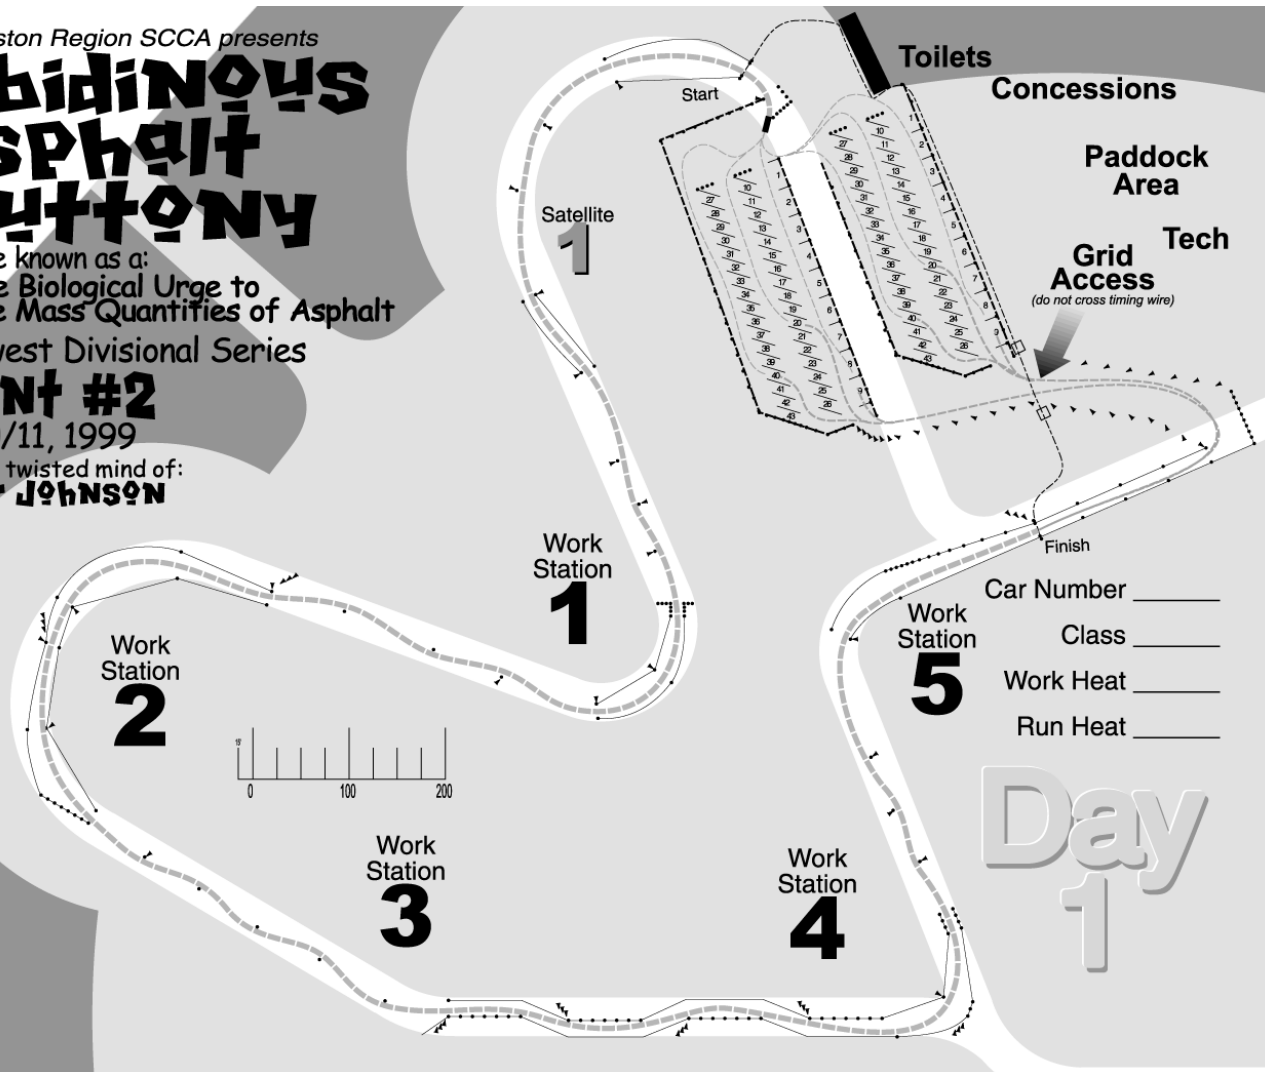 ston Region SCCA presents
bidinous
sphalt
uttony
e known as a:
e Biological Urge to
e Mass Quantities of Asphalt
vest Divisional Series
nt #2
/11, 1999
twisted mind of:
Johnson
Toilets
Concessions
Paddock
Area
Tech
Grid
Access
(do not cross timing wire)
Start
Satellite
1
Work
Station
1
Work
Station
2
Work
Station
3
Work
Station
4
Work
Station
5
Finish
Car Number
Class
Work Heat
Run Heat
Day
1
0 100 200